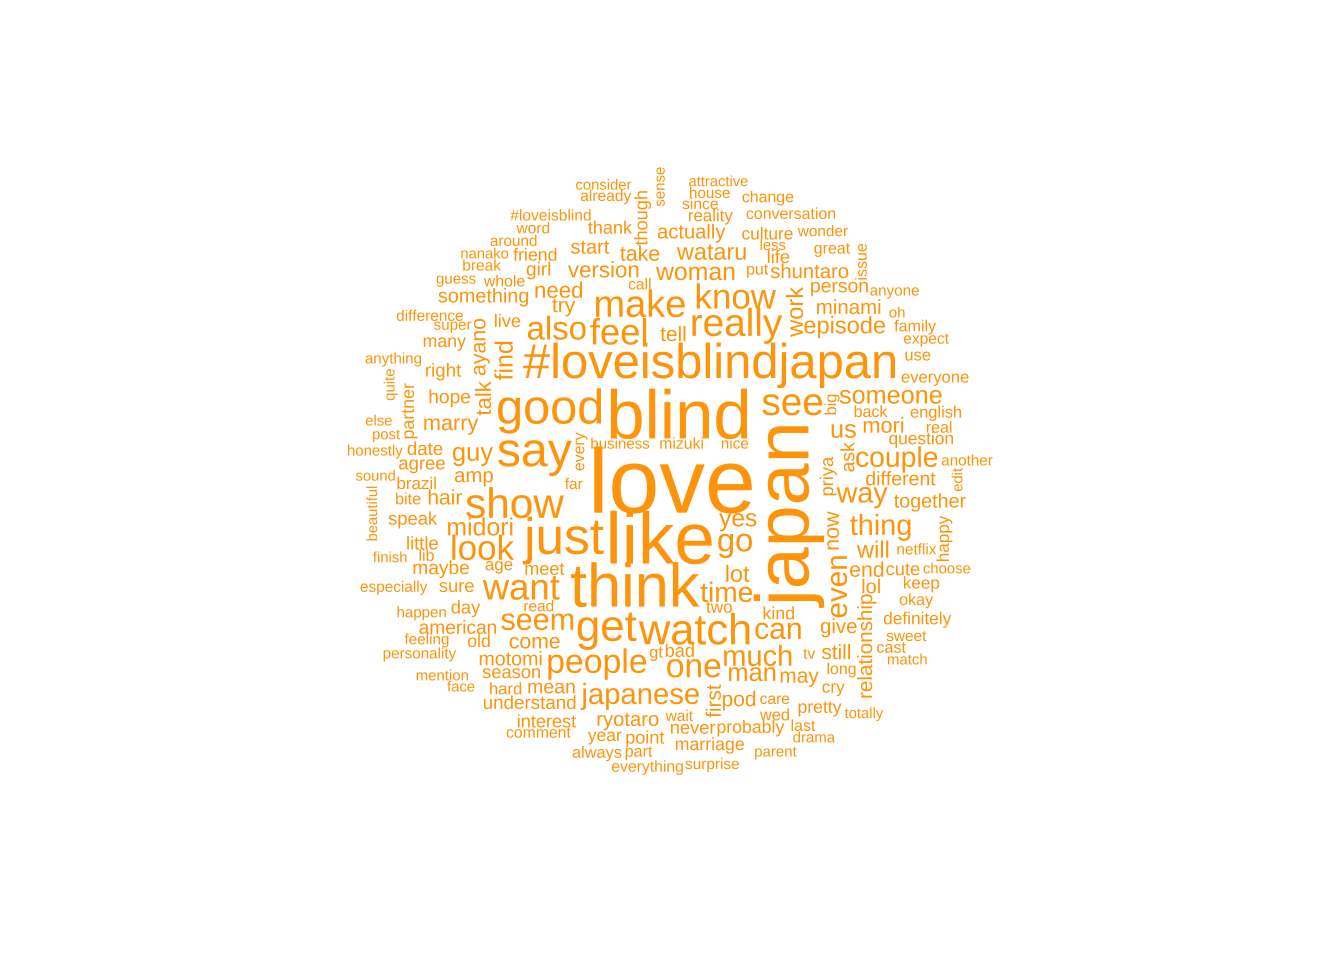 sense
consider
attractive
already
house
though
since
change
#loveisblind
reality
conversation
word
thank
actually
culture
wonder
around
start
take
wataru
less
great
nanako
friend
life
issue
break
girl
version
woman
put
shuntaro
guess
whole
call
person
anyone
something
need
make
know
work
minami
oh
difference
super
live
try
also
feel
tell
really
episode
family
many
ayano
find
#loveisblindjapan
expect
use
anything
right
everyone
quite
partner
hope
talk
good
blind
see
big
someone
else
post
marry
back
english
us
mori
real
honestly
date
guy
say
every
business
mizuki
nice
love
japan
question
agree
priya
ask
couple
another
sound
brazil
amp
far
different
edit
beautiful
bite
hair
show
way
together
speak
midori
just
like
yes
now
thing
happy
little
look
go
will
netflix
finish
lib
maybe
age
meet
think
lot
even
end
cute
choose
especially
sure
want
time
lol
keep
happen
day
read
two
kind
relationship
okay
american
seem
get
watch
can
give
definitely
feeling
old
come
sweet
personality
gt
bad
tv
still
cast
motomi
people
one
much
long
match
mention
season
man
may
face
hard
mean
japanese
first
pod
care
cry
understand
pretty
interest
ryotaro
wait
wed
totally
comment
year
point
never
probably
last
drama
always
part
marriage
parent
everything
surprise